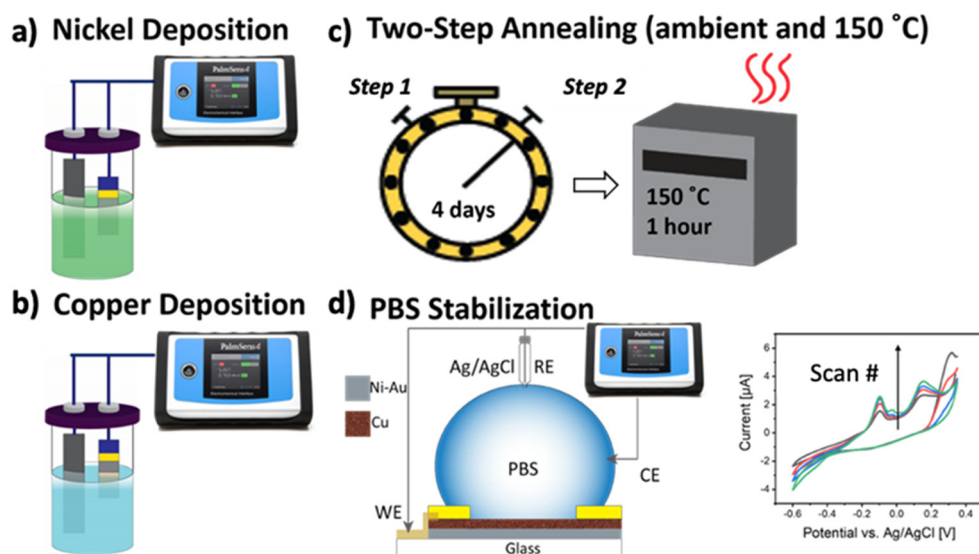 a) Nickel Deposition
PalmSens4
b) Copper Deposition
PalmSens4
c) Two-Step Annealing (ambient and 150 ˚C)
Step 1
Step 2
4 days
150 ˚C
1 hour
d) PBS Stabilization
Ag/AgCl RE
Ni-Au
Cu
PBS
CE
WE
Glass
Scan #
Current [µA]
6
4
2
0
-2
-4
-0.6 -0.4 -0.2 0.0 0.2 0.4
Potential vs. Ag/AgCl [V]